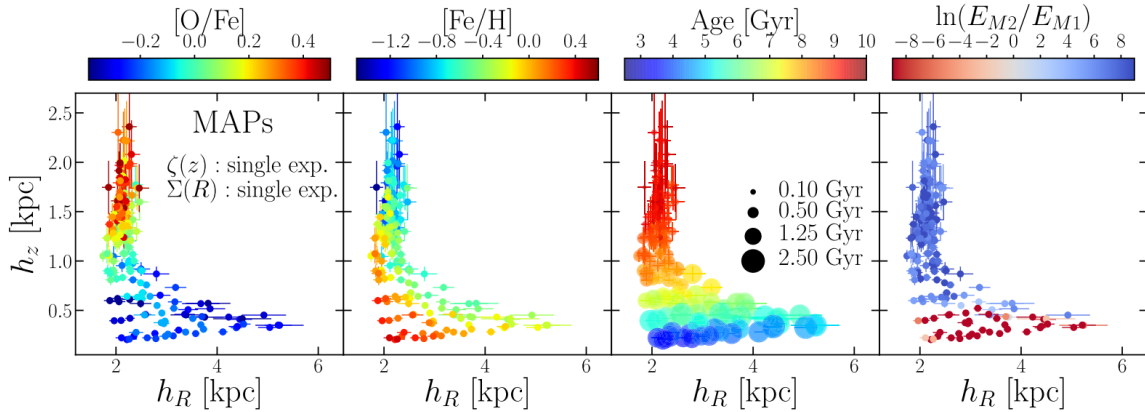 [O/Fe] [Fe/H] Age [Gyr] ln(E_{M2}/E_{M1})
−0.2 0.0 0.2 0.4 −1.2 −0.8 −0.4 0.0 0.4 3 4 5 6 7 8 9 10 −8 −6 −4 −2 0 2 4 6 8
2.5
MAPs
2.0
ζ(z) : single exp.
Σ(R) : single exp.
0.10 Gyr
0.50 Gyr
1.25 Gyr
2.50 Gyr
1.5
h_z [kpc]
1.0
0.5
2 4 6 2 4 6 2 4 6 2 4 6
h_R [kpc] h_R [kpc] h_R [kpc] h_R [kpc]